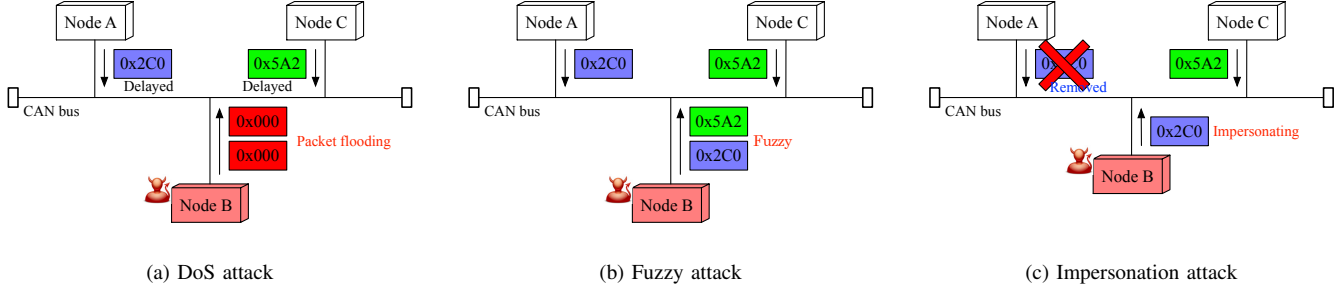 Node A
Node C
0x2C0
0x5A2
Delayed
Delayed
CAN bus
0x000
Packet flooding
0x000
Node B
(a) DoS attack
Node A
Node C
0x2C0
0x5A2
CAN bus
0x5A2
Fuzzy
0x2C0
Node B
(b) Fuzzy attack
Node A
Node C
0x5A2
Removed
CAN bus
0x2C0
Impersonating
Node B
(c) Impersonation attack